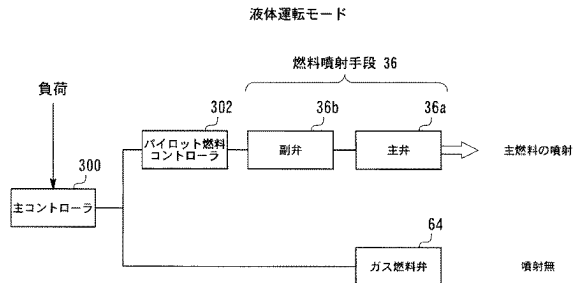 液体運転モード
燃料噴射手段 36
負荷
302
36b
36a
パイロット燃料
コントローラ
副弁
主弁
主燃料の噴射
300
主コントローラ
64
ガス燃料弁
噴射無